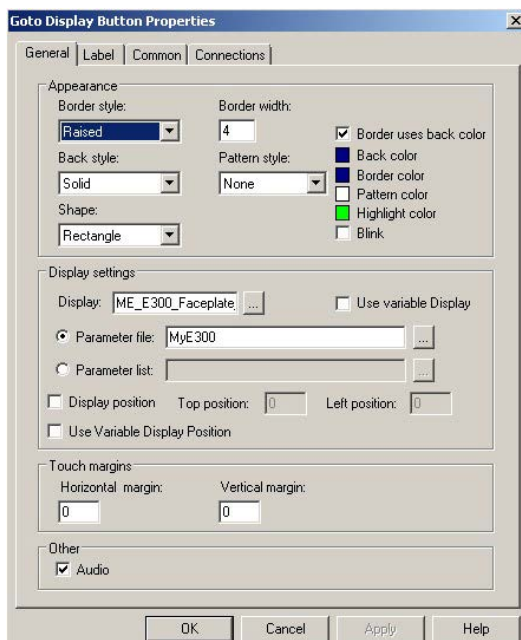 Goto Display Button Properties
General Label Common Connections
Appearance
Border style: Border width:
Raised 4 Border uses back color
Back style: Pattern style: Back color
Solid None Border color
Pattern color
Shape: Highlight color
Rectangle Blink
Display settings
Display: ME_E300_Faceplate_ ... Use variable Display
Parameter file: MyE300 ...
Parameter list: ...
Display position Top position: 0 Left position: 0
Use Variable Display Position
Touch margins
Horizontal margin: Vertical margin:
0 0
Other
Audio
OK Cancel Apply Help